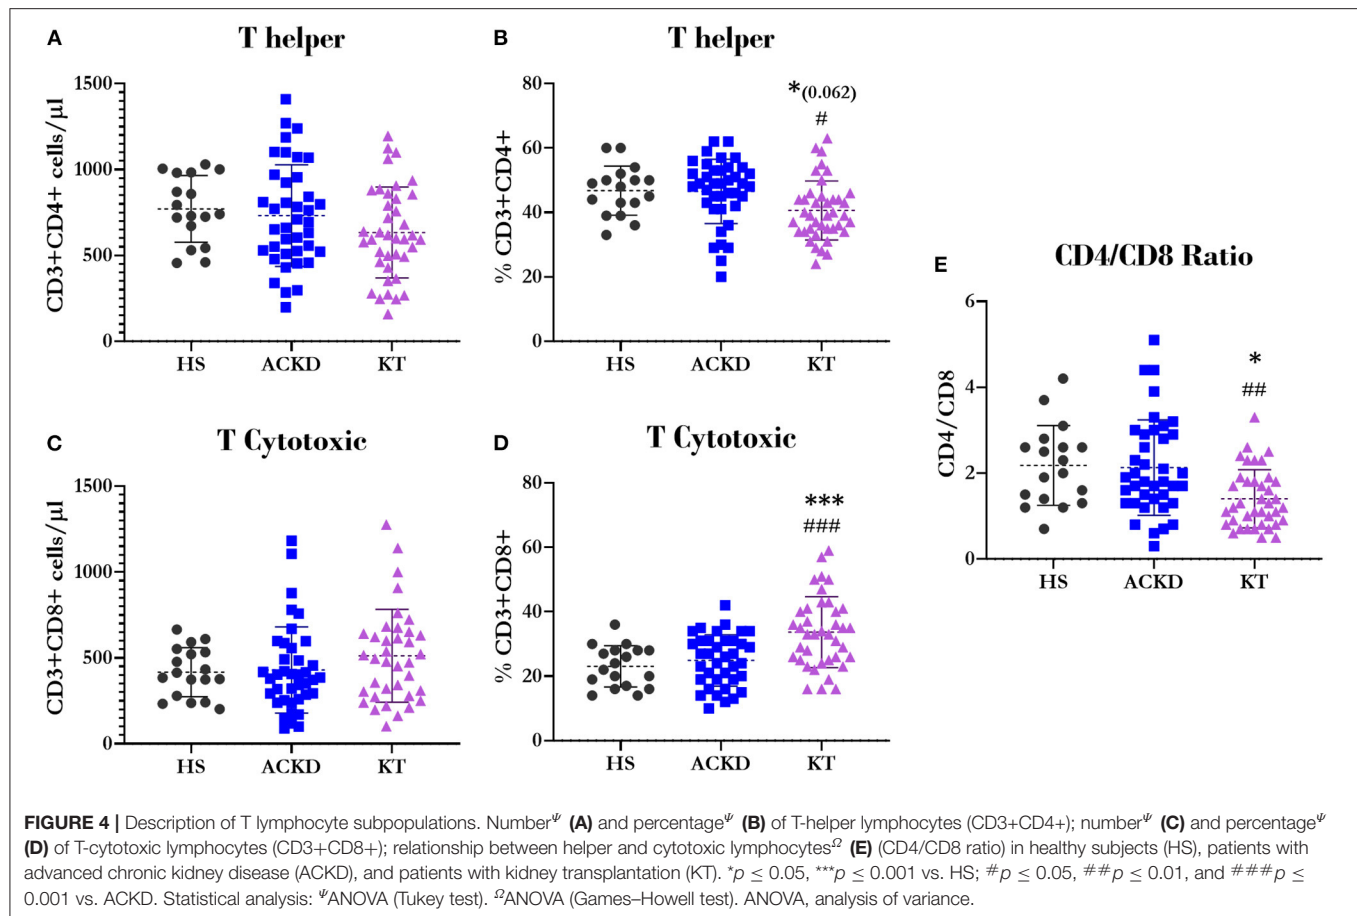 A
T helper
CD3+CD4+ cells/µl
1500
1000
500
0
HS
ACKD
KT
B
T helper
% CD3+CD4+
80
60
40
20
0
*(0.062)
#
HS
ACKD
KT
C
T Cytotoxic
CD3+CD8+ cells/µl
1500
1000
500
0
HS
ACKD
KT
D
T Cytotoxic
% CD3+CD8+
80
60
40
20
0
***
###
HS
ACKD
KT
E
CD4/CD8 Ratio
CD4/CD8
6
4
2
0
*
##
HS
ACKD
KT
FIGURE 4 | Description of T lymphocyte subpopulations. Number^Ψ (A) and percentage^Ψ (B) of T-helper lymphocytes (CD3+CD4+); number^Ψ (C) and percentage^Ψ
(D) of T-cytotoxic lymphocytes (CD3+CD8+); relationship between helper and cytotoxic lymphocytes^Ω (E) (CD4/CD8 ratio) in healthy subjects (HS), patients with
advanced chronic kidney disease (ACKD), and patients with kidney transplantation (KT). *p ≤ 0.05, ***p ≤ 0.001 vs. HS; #p ≤ 0.05, ##p ≤ 0.01, and ###p ≤
0.001 vs. ACKD. Statistical analysis: ^ΨANOVA (Tukey test). ^ΩANOVA (Games–Howell test). ANOVA, analysis of variance.